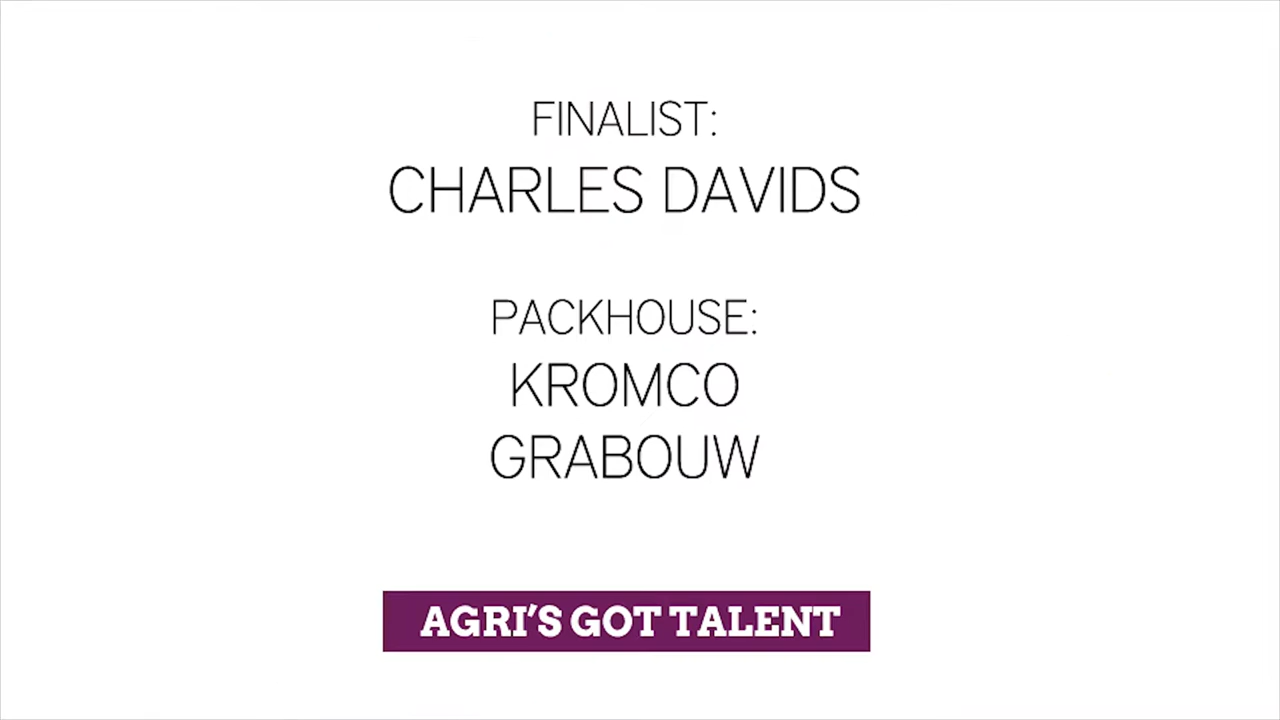 FINALIST:
CHARLES DAVIDS
PACKHOUSE:
KROMCO
GRABOUW
AGRI'S GOT TALENT